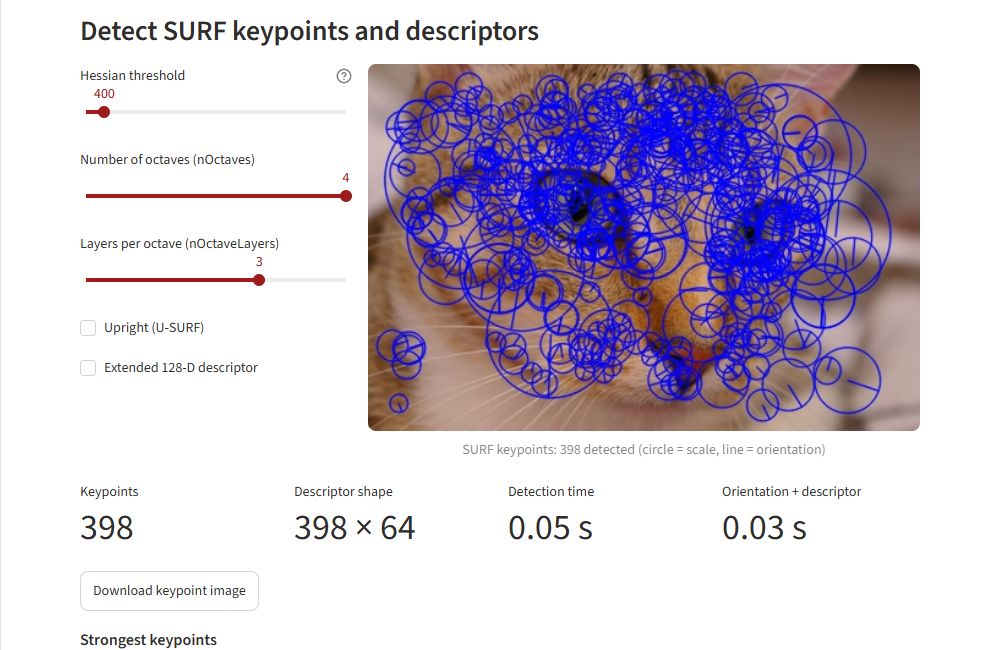 Detect SURF keypoints and descriptors
Hessian threshold
400
Number of octaves (nOctaves)
4
Layers per octave (nOctaveLayers)
3
Upright (U-SURF)
Extended 128-D descriptor
SURF keypoints: 398 detected (circle = scale, line = orientation)
Keypoints
398
Descriptor shape
398 × 64
Detection time
0.05 s
Orientation + descriptor
0.03 s
Download keypoint image
Strongest keypoints